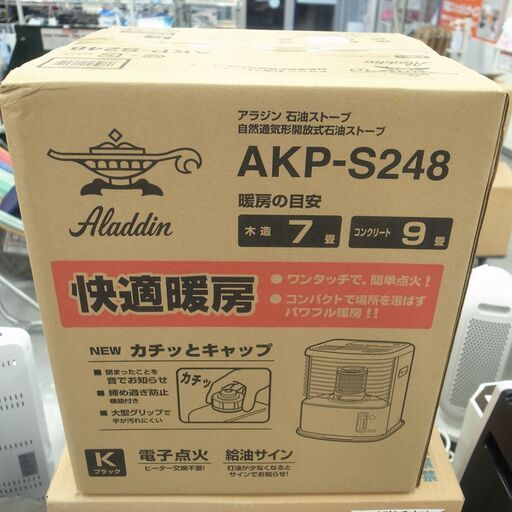 AKP-S248
アラジン 石油ストーブ
自然通気形開放式石油ストーブ
AKP-S248
Aladdin
暖房の目安
木造 7畳 コンクリート 9畳
快適暖房
●ワンタッチで、簡単点火！
●コンパクトで場所を選ばず
パワフル暖房！！
NEW カチッとキャップ
■閉まったことを
音でお知らせ
■締め過ぎ防止
機能付き
■大型グリップで
手が汚れにくい
カチッ
K
ブラック
電子点火
ヒーター交換不要!
給油サイン
灯油が少なくなると
サインでお知らせ!